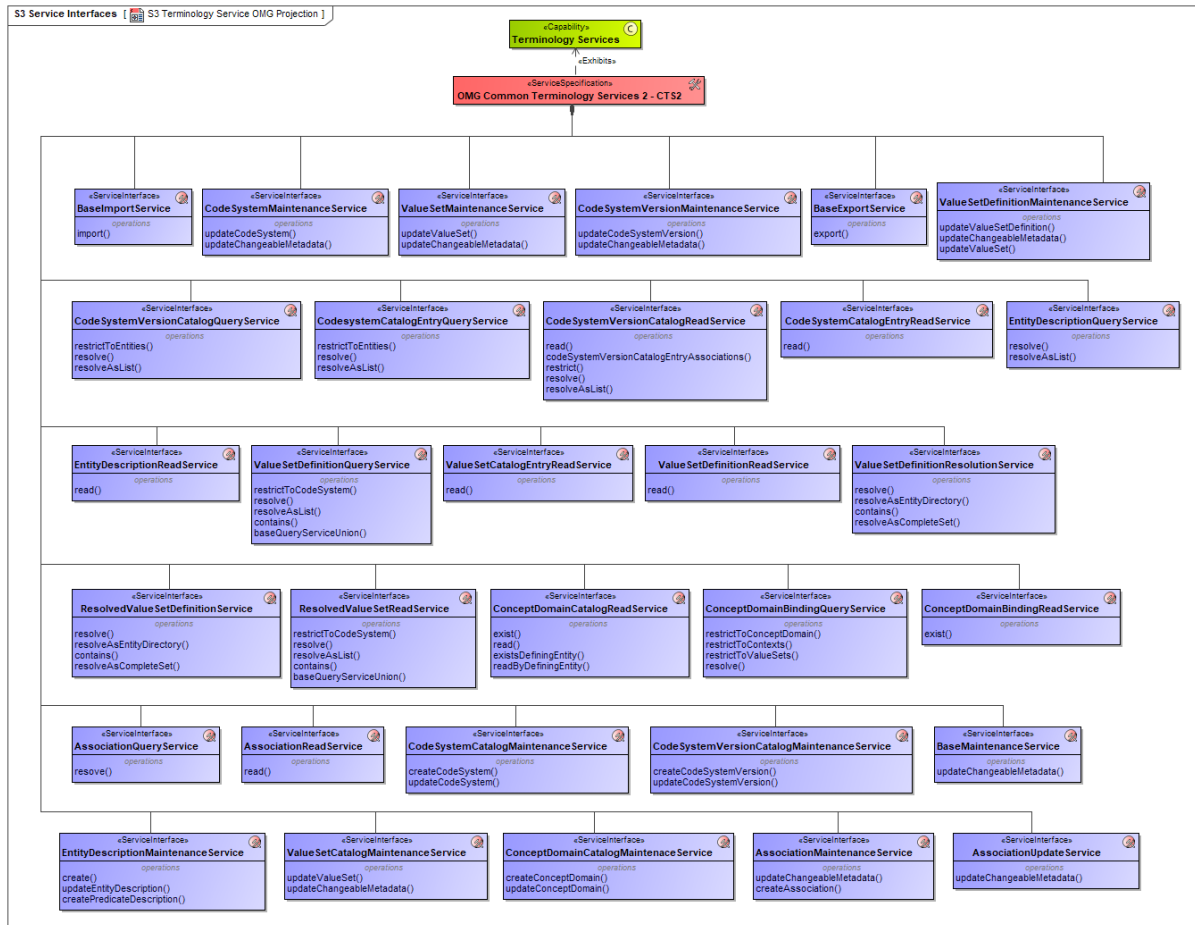 S3 Service Interfaces [ S3 Terminology Service OMG Projection ]
«Capability»
C
Terminology Services
«Exhibits»
«ServiceSpecification»
OMG Common Terminology Services 2 - CTS2
«ServiceInterface»
BaseImportService
operations
import()
«ServiceInterface»
CodeSystemMaintenanceService
operations
updateCodeSystem()
updateChangeableMetadata()
«ServiceInterface»
ValueSetMaintenanceService
operations
updateValueSet()
updateChangeableMetadata()
«ServiceInterface»
CodeSystemVersionMaintenanceService
operations
updateCodeSystemVersion()
updateChangeableMetadata()
«ServiceInterface»
BaseExportService
operations
export()
«ServiceInterface»
ValueSetDefinitionMaintenanceService
operations
updateValueSetDefinition()
updateChangeableMetadata()
updateValueSet()
«ServiceInterface»
CodeSystemVersionCatalogQueryService
operations
restrictToEntities()
resolve()
resolveAsList()
«ServiceInterface»
CodesystemCatalogEntryQueryService
operations
restrictToEntities()
resolve()
resolveAsList()
«ServiceInterface»
CodeSystemVersionCatalogReadService
operations
read()
codeSystemVersionCatalogEntryAssociations()
restrict()
resolve()
resolveAsList()
«ServiceInterface»
CodeSystemCatalogEntryReadService
operations
read()
«ServiceInterface»
EntityDescriptionQueryService
operations
resolve()
resolveAsList()
«ServiceInterface»
EntityDescriptionReadService
operations
read()
«ServiceInterface»
ValueSetDefinitionQueryService
operations
restrictToCodeSystem()
resolve()
resolveAsList()
contains()
baseQueryServiceUnion()
«ServiceInterface»
ValueSetCatalogEntryReadService
operations
read()
«ServiceInterface»
ValueSetDefinitionReadService
operations
read()
«ServiceInterface»
ValueSetDefinitionResolutionService
operations
resolve()
resolveAsEntityDirectory()
contains()
resolveAsCompleteSet()
«ServiceInterface»
ResolvedValueSetDefinitionService
operations
resolve()
resolveAsEntityDirectory()
contains()
resolveAsCompleteSet()
«ServiceInterface»
ResolvedValueSetReadService
operations
restrictToCodeSystem()
resolve()
resolveAsList()
contains()
baseQueryServiceUnion()
«ServiceInterface»
ConceptDomainCatalogReadService
operations
exist()
read()
existsDefiningEntity()
readByDefiningEntity()
«ServiceInterface»
ConceptDomainBindingQueryService
operations
restrictToConceptDomain()
restrictToContexts()
restrictToValueSets()
resolve()
«ServiceInterface»
ConceptDomainBindingReadService
operations
exist()
«ServiceInterface»
AssociationQueryService
operations
resove()
«ServiceInterface»
AssociationReadService
operations
read()
«ServiceInterface»
CodeSystemCatalogMaintenanceService
operations
createCodeSystem()
updateCodeSystem()
«ServiceInterface»
CodeSystemVersionCatalogMaintenanceService
operations
createCodeSystemVersion()
updateCodeSystemVersion()
«ServiceInterface»
BaseMaintenanceService
operations
updateChangeableMetadata()
«ServiceInterface»
EntityDescriptionMaintenanceService
operations
create()
updateEntityDescription()
createPredicateDescription()
«ServiceInterface»
ValueSetCatalogMaintenanceService
operations
updateValueSet()
updateChangeableMetadata()
«ServiceInterface»
ConceptDomainCatalogMaintenaceService
operations
createConceptDomain()
updateConceptDomain()
«ServiceInterface»
AssociationMaintenanceService
operations
updateChangeableMetadata()
createAssociation()
«ServiceInterface»
AssociationUpdateService
operations
updateChangeableMetadata()